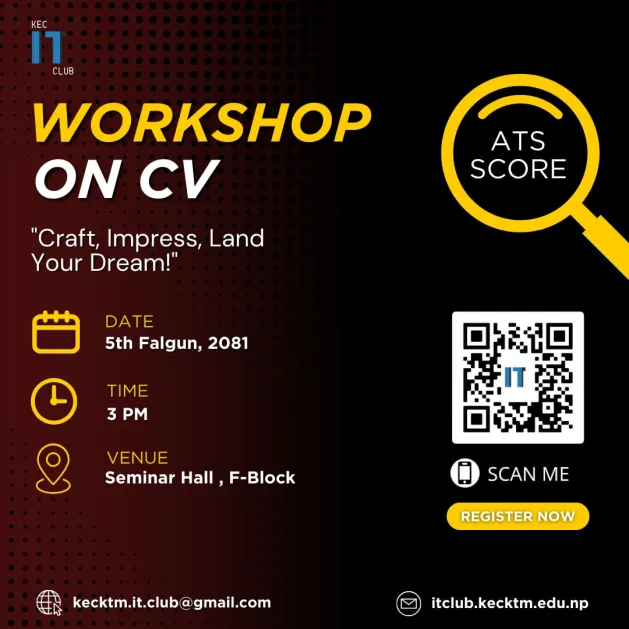 KEC
IT
CLUB
WORKSHOP
ON CV
"Craft, Impress, Land
Your Dream!"
ATS
SCORE
DATE
5th Falgun, 2081
TIME
3 PM
VENUE
Seminar Hall , F-Block
IT
SCAN ME
REGISTER NOW
kecktm.it.club@gmail.com
itclub.kecktm.edu.np